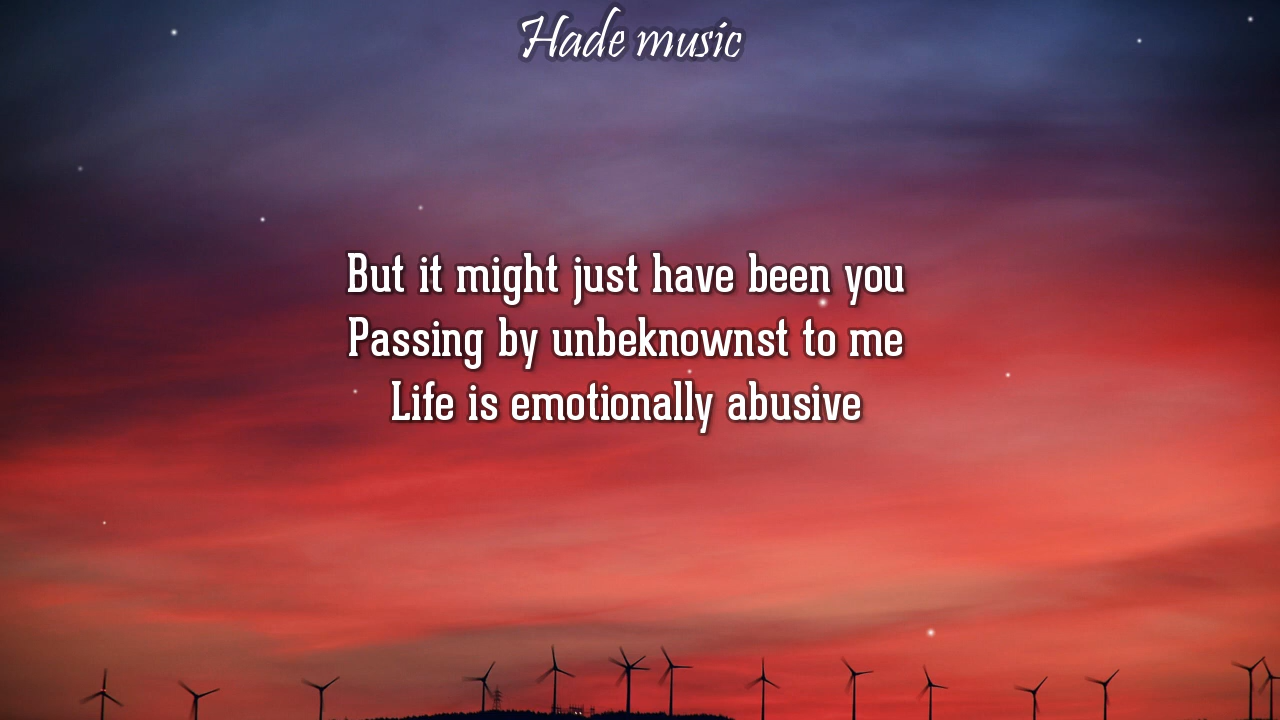 Hade music
But it might just have been you
Passing by unbeknownst to me
Life is emotionally abusive